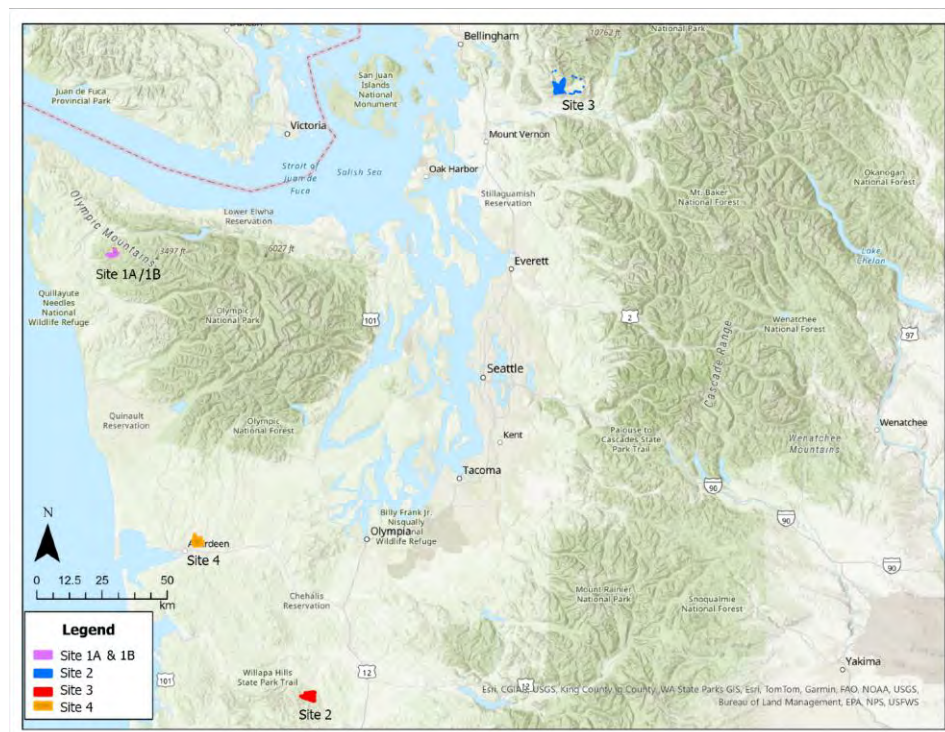 Bellingham
10762 ft
National Park
San Juan
Islands
National
Monument
Juan de Fuca
Provincial Park
Site 3
Victoria
Mount Vernon
Strait of
Juan de
Fuca
Salish Sea
Oak Harbor
Okanogan
National Forest
Stillaguamish
Reservation
Mt. Baker
National Forest
Lower Elwha
Reservation
Olympic Mountains
3497 ft
6027 ft
Lake
Chelan
Everett
Site 1A/1B
Quillayute
Needles
National
Wildlife Refuge
Olympic
National Park
101
2
Wenatchee
National Forest
97
Cascade Range
Seattle
Quinault
Reservation
Olympic
National Forest
Kent
Palouse to
Cascades State
Park Trail
Wenatchee
Wenatchee
Mountains
Tacoma
90
Billy Frank Jr.
Nisqually
National
Wildlife Refuge
Olympia
90
N
Aberdeen
Site 4
90
0 12.5 25 50
km
Chehalis
Reservation
Mount Rainier
National Park
Snoqualmie
National Forest
Legend
Site 1A & 1B
Site 2
Site 3
Site 4
101
Willapa Hills
State Park Trail
12
12
Yakima
Site 2
Esri, CGIAR, USGS, King County, WA State Parks GIS, Esri, TomTom, Garmin, FAO, NOAA, USGS,
Bureau of Land Management, EPA, NPS, USFWS